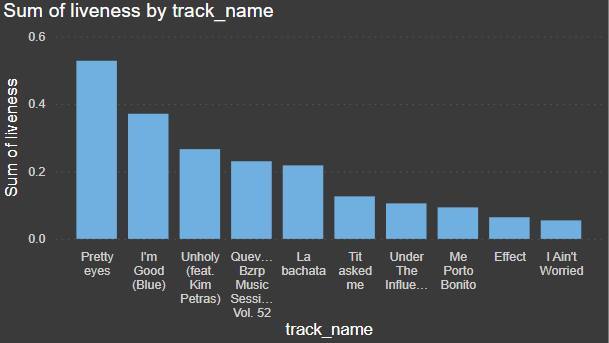 Sum of liveness by track_name
0.6
0.4
0.2
0.0
Sum of liveness
Pretty
eyes
I'm
Good
(Blue)
Unholy
(feat.
Kim
Petras)
Quev…
Bzrp
Music
Sessi…
Vol. 52
La
bachata
Tit
asked
me
Under
The
Influe…
Me
Porto
Bonito
Effect
I Ain't
Worried
track_name